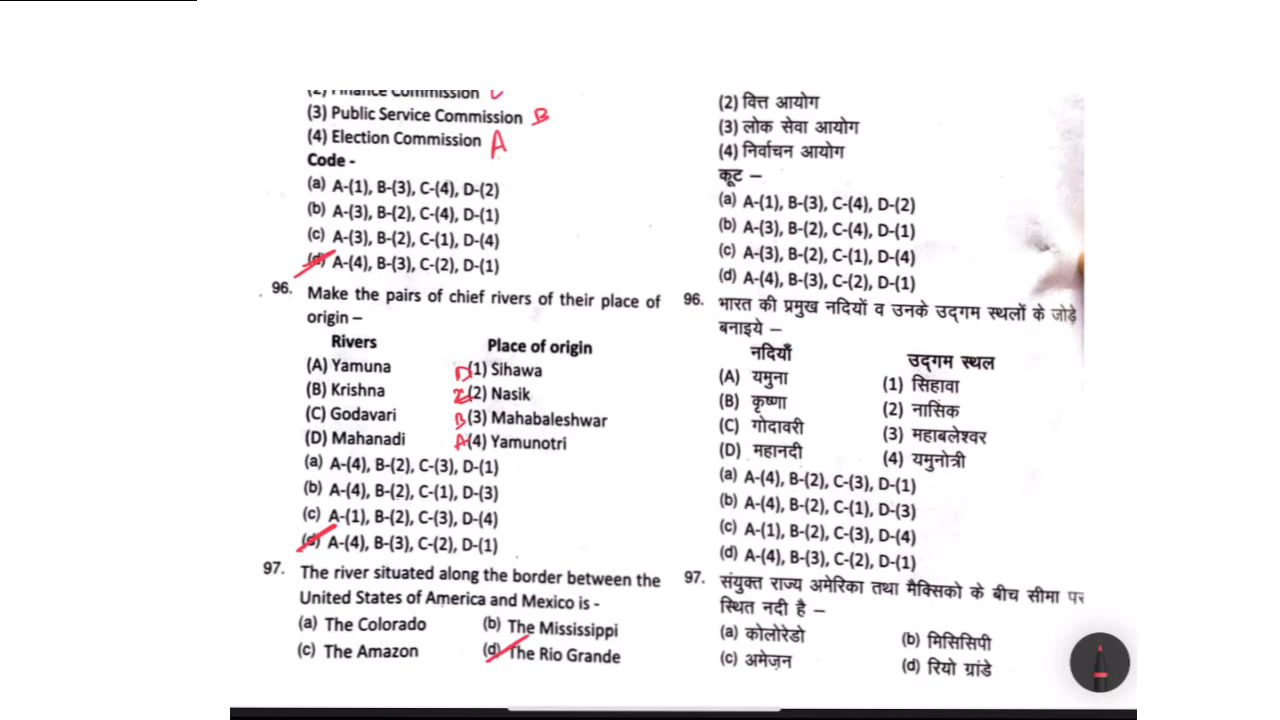 (2) Finance Commission C
(3) Public Service Commission B
(4) Election Commission A
Code -
(a) A-(1), B-(3), C-(4), D-(2)
(b) A-(3), B-(2), C-(4), D-(1)
(c) A-(3), B-(2), C-(1), D-(4)
(d) A-(4), B-(3), C-(2), D-(1)
96. Make the pairs of chief rivers of their place of
origin –
Rivers Place of origin
(A) Yamuna D (1) Sihawa
(B) Krishna (2) Nasik
(C) Godavari B (3) Mahabaleshwar
(D) Mahanadi A (4) Yamunotri
(a) A-(4), B-(2), C-(3), D-(1)
(b) A-(4), B-(2), C-(1), D-(3)
(c) A-(1), B-(2), C-(3), D-(4)
(d) A-(4), B-(3), C-(2), D-(1)
97. The river situated along the border between the
United States of America and Mexico is -
(a) The Colorado (b) The Mississippi
(c) The Amazon (d) The Rio Grande
(2) वित्त आयोग
(3) लोक सेवा आयोग
(4) निर्वाचन आयोग
कूट –
(a) A-(1), B-(3), C-(4), D-(2)
(b) A-(3), B-(2), C-(4), D-(1)
(c) A-(3), B-(2), C-(1), D-(4)
(d) A-(4), B-(3), C-(2), D-(1)
96. भारत की प्रमुख नदियों व उनके उद्गम स्थलों के जोड़े
बनाइये –
नदियाँ उद्गम स्थल
(A) यमुना (1) सिहावा
(B) कृष्णा (2) नासिक
(C) गोदावरी (3) महाबलेश्वर
(D) महानदी (4) यमुनोत्री
(a) A-(4), B-(2), C-(3), D-(1)
(b) A-(4), B-(2), C-(1), D-(3)
(c) A-(1), B-(2), C-(3), D-(4)
(d) A-(4), B-(3), C-(2), D-(1)
97. संयुक्त राज्य अमेरिका तथा मैक्सिको के बीच सीमा पर
स्थित नदी है –
(a) कोलोरेडो (b) मिसिसिपी
(c) अमेज़न (d) रियो ग्रांडे